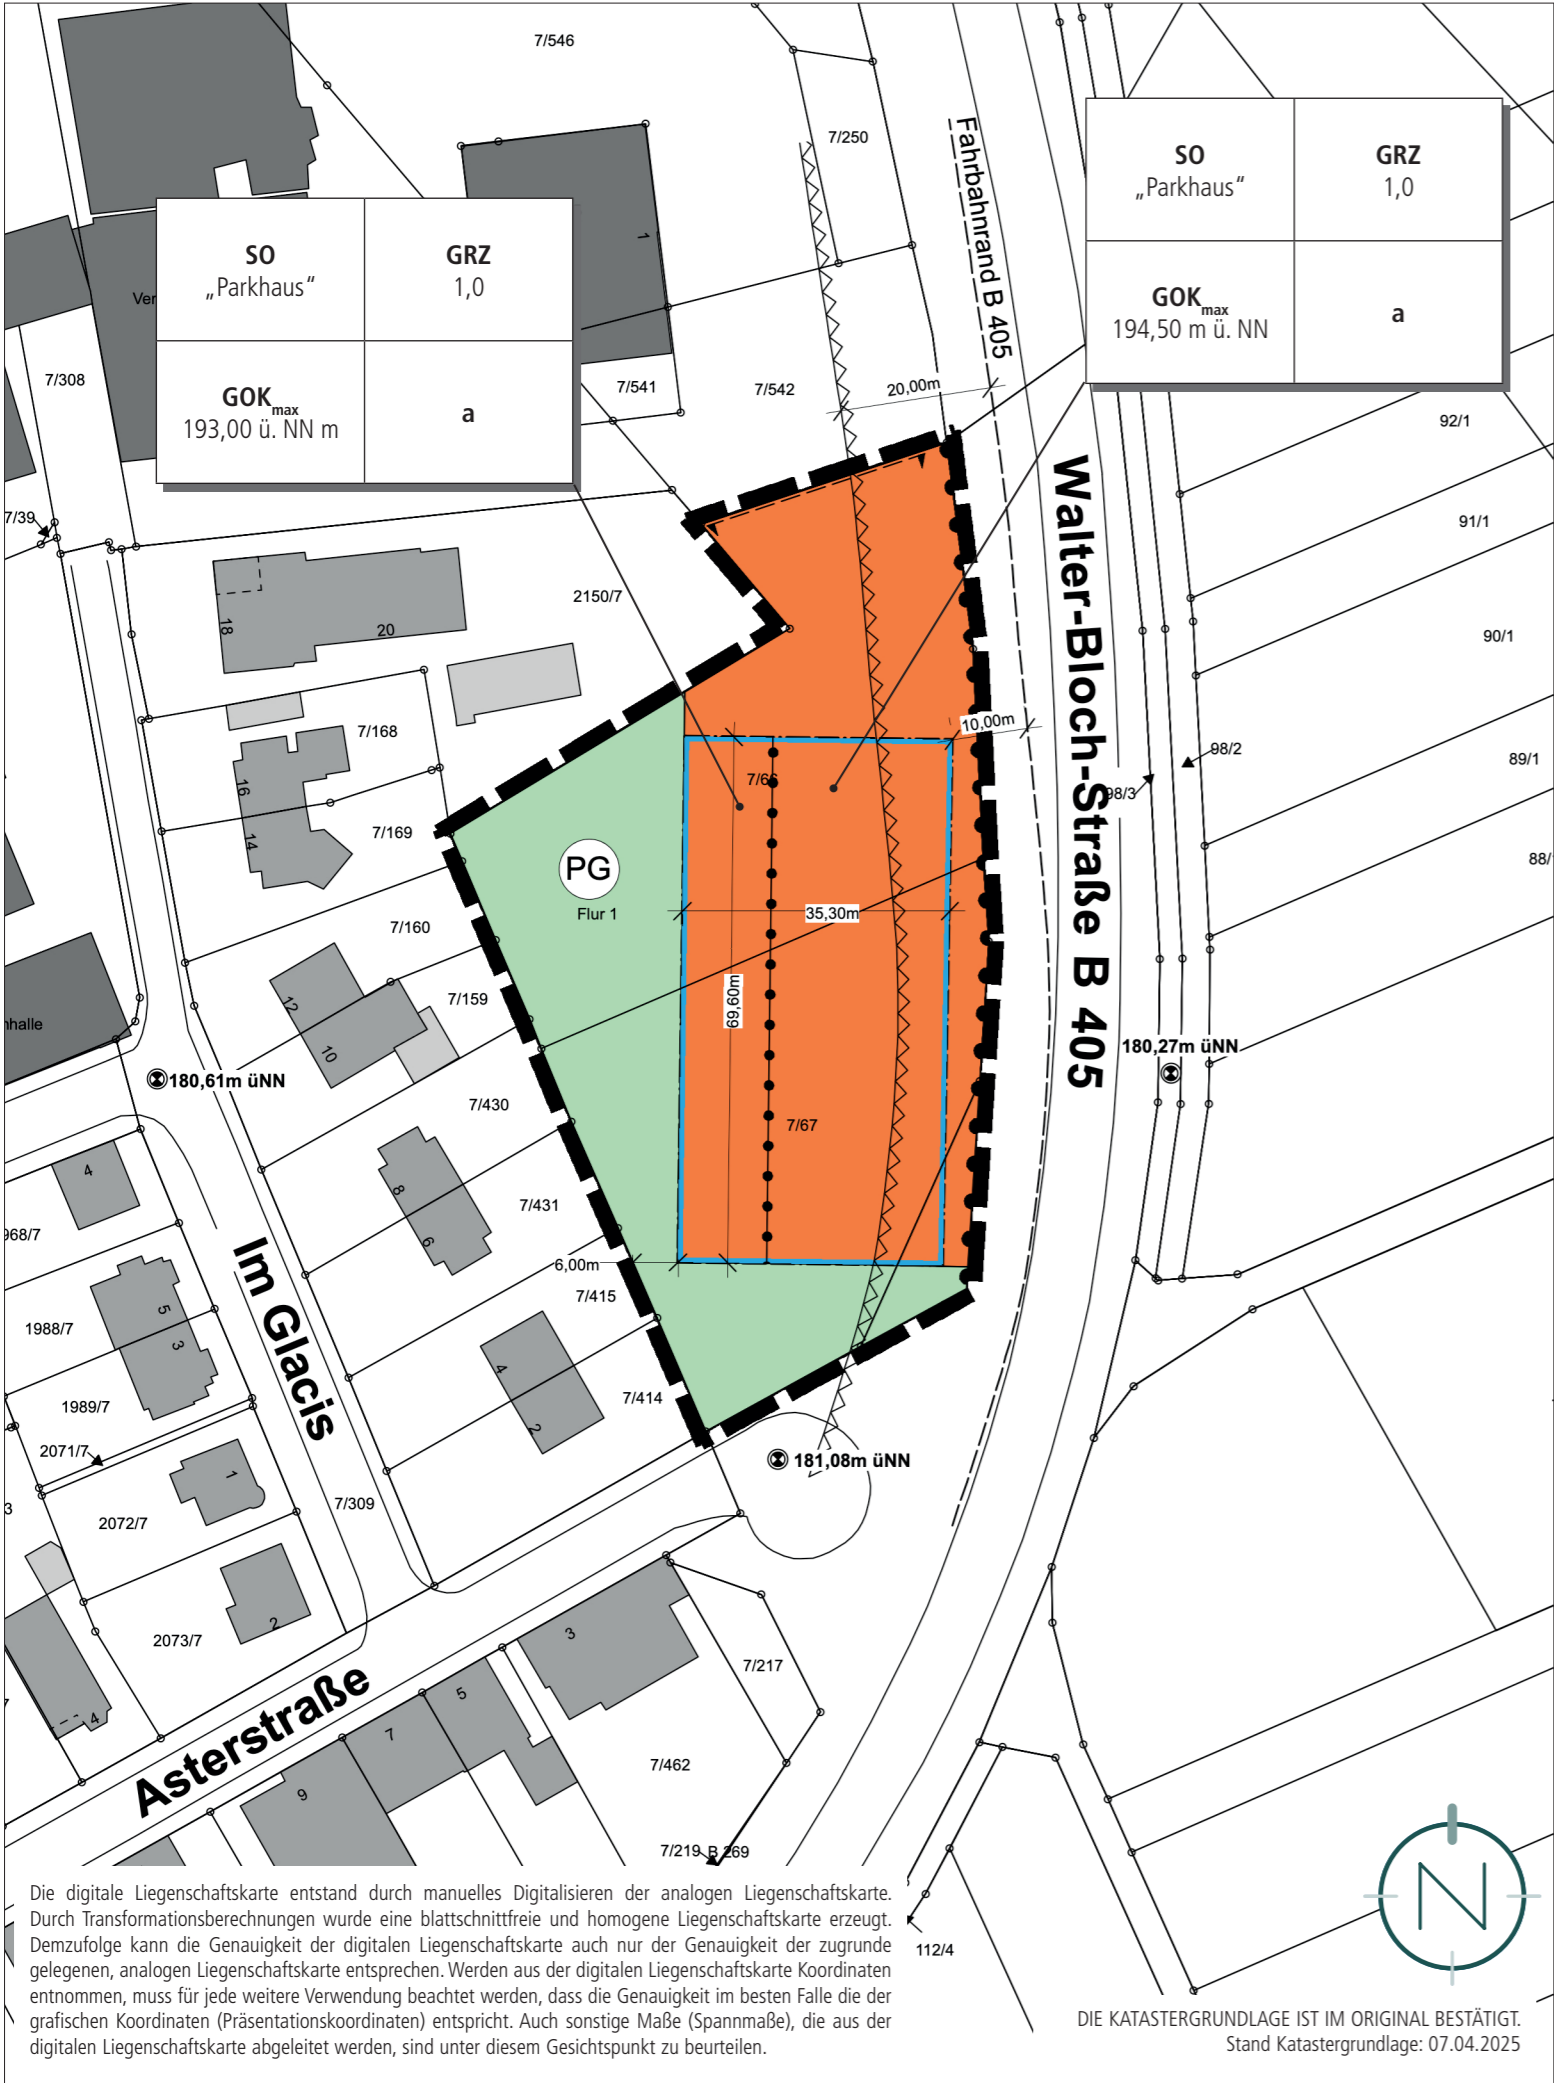 7/546
7/250
Fahrbahnrand B 405
SO
„Parkhaus“
GRZ
1,0
GOKmax
194,50 m ü. NN
a
SO
„Parkhaus“
GRZ
1,0
GOKmax
193,00 ü. NN m
a
Ver
1
7/308
7/541
7/542
20,00m
92/1
7/39
91/1
Walter-Bloch-Straße B 405
2150/7
18
20
90/1
10,00m
7/168
98/2
89/1
7/66
98/3
16
14
7/169
88/
PG
Flur 1
35,30m
7/160
69,60m
7/159
12
10
nhalle
180,61m üNN
180,27m üNN
7/430
7/67
4
8
6
7/431
968/7
Im Glacis
6,00m
7/415
5
3
1988/7
4
2
7/414
1989/7
2071/7
181,08m üNN
1
7/309
3
2072/7
2
2073/7
3
7/217
Asterstraße
5
7
4
9
7/462
7/219
B 269
112/4
N
Die digitale Liegenschaftskarte entstand durch manuelles Digitalisieren der analogen Liegenschaftskarte.
Durch Transformationsberechnungen wurde eine blattschnittfreie und homogene Liegenschaftskarte erzeugt.
Demzufolge kann die Genauigkeit der digitalen Liegenschaftskarte auch nur der Genauigkeit der zugrunde
gelegenen, analogen Liegenschaftskarte entsprechen. Werden aus der digitalen Liegenschaftskarte Koordinaten
entnommen, muss für jede weitere Verwendung beachtet werden, dass die Genauigkeit im besten Falle die der
grafischen Koordinaten (Präsentationskoordinaten) entspricht. Auch sonstige Maße (Spannmaße), die aus der
digitalen Liegenschaftskarte abgeleitet werden, sind unter diesem Gesichtspunkt zu beurteilen.
DIE KATASTERGRUNDLAGE IST IM ORIGINAL BESTÄTIGT.
Stand Katastergrundlage: 07.04.2025